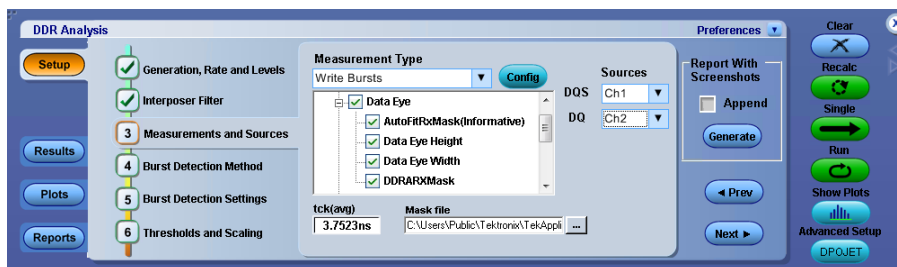 DDR Analysis
Preferences
Clear
Setup
Generation, Rate and Levels
Interposer Filter
3 Measurements and Sources
4 Burst Detection Method
5 Burst Detection Settings
6 Thresholds and Scaling
Results
Plots
Reports
Measurement Type
Write Bursts
Config
Data Eye
AutoFitRxMask(Informative)
Data Eye Height
Data Eye Width
DDRARXMask
tck(avg)
3.7523ns
Mask file
C:\Users\Public\Tektronix\TekAppli
...
Sources
DQS Ch1
DQ Ch2
Report With
Screenshots
Append
Generate
Prev
Next
Recalc
Single
Run
Show Plots
Advanced Setup
DPOJET